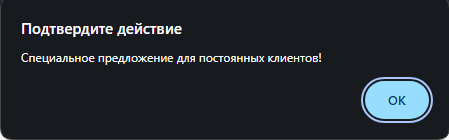 Подтвердите действие
Специальное предложение для постоянных клиентов!
OK